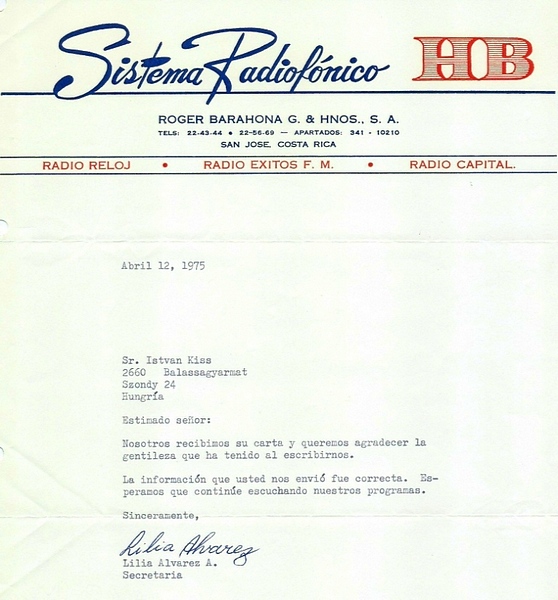 Sistema Radiofónico HB
ROGER BARAHONA G. & HNOS., S. A.
TELS: 22-43-44 • 22-56-69 — APARTADOS: 341 - 10210
SAN JOSE, COSTA RICA
RADIO RELOJ • RADIO EXITOS F. M. • RADIO CAPITAL.
Abril 12, 1975
Sr. Istvan Kiss
2660 Balassagyarmat
Szondy 24
Hungría
Estimado señor:
Nosotros recibimos su carta y queremos agradecer la
gentileza que ha tenido al escribirnos.
La información que usted nos envió fue correcta. Es-
peramos que continúe escuchando nuestros programas.
Sinceramente,
Lilia Alvarez
Lilia Alvarez A.
Secretaria